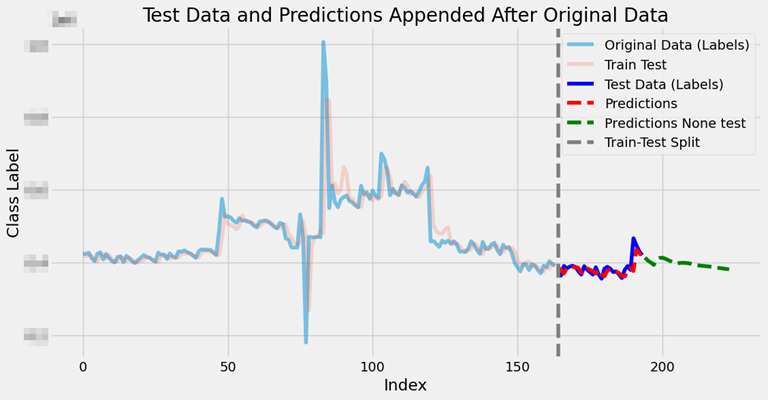 Test Data and Predictions Appended After Original Data
Original Data (Labels)
Train Test
Test Data (Labels)
Predictions
Predictions None test
Train-Test Split
Class Label
0
50
100
150
200
Index